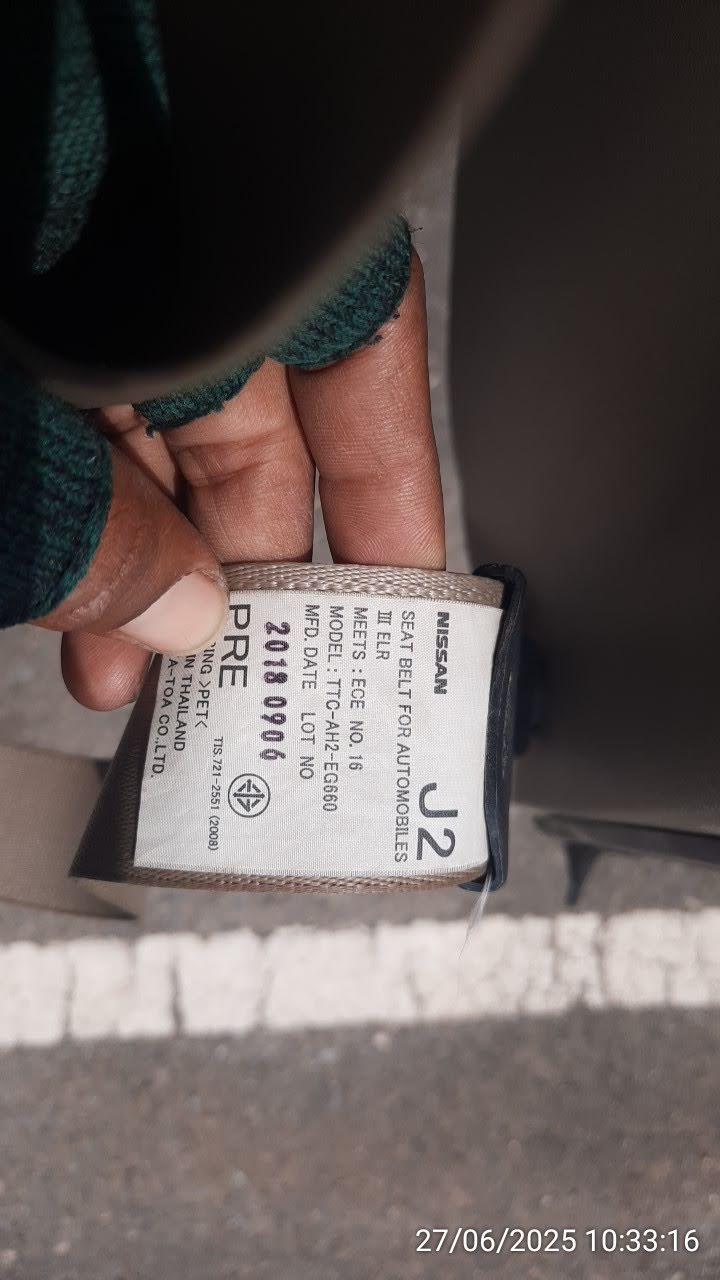 NISSAN
J2
SEAT BELT FOR AUTOMOBILES
III ELR
MEETS : ECE NO. 16
MODEL : TTC-AH2-EG660
MFD. DATE LOT NO
20180906
PRE
TIS.721-2551 (2008)
>PET<
IN THAILAND
A-TOA CO.,LTD.
27/06/2025 10:33:16